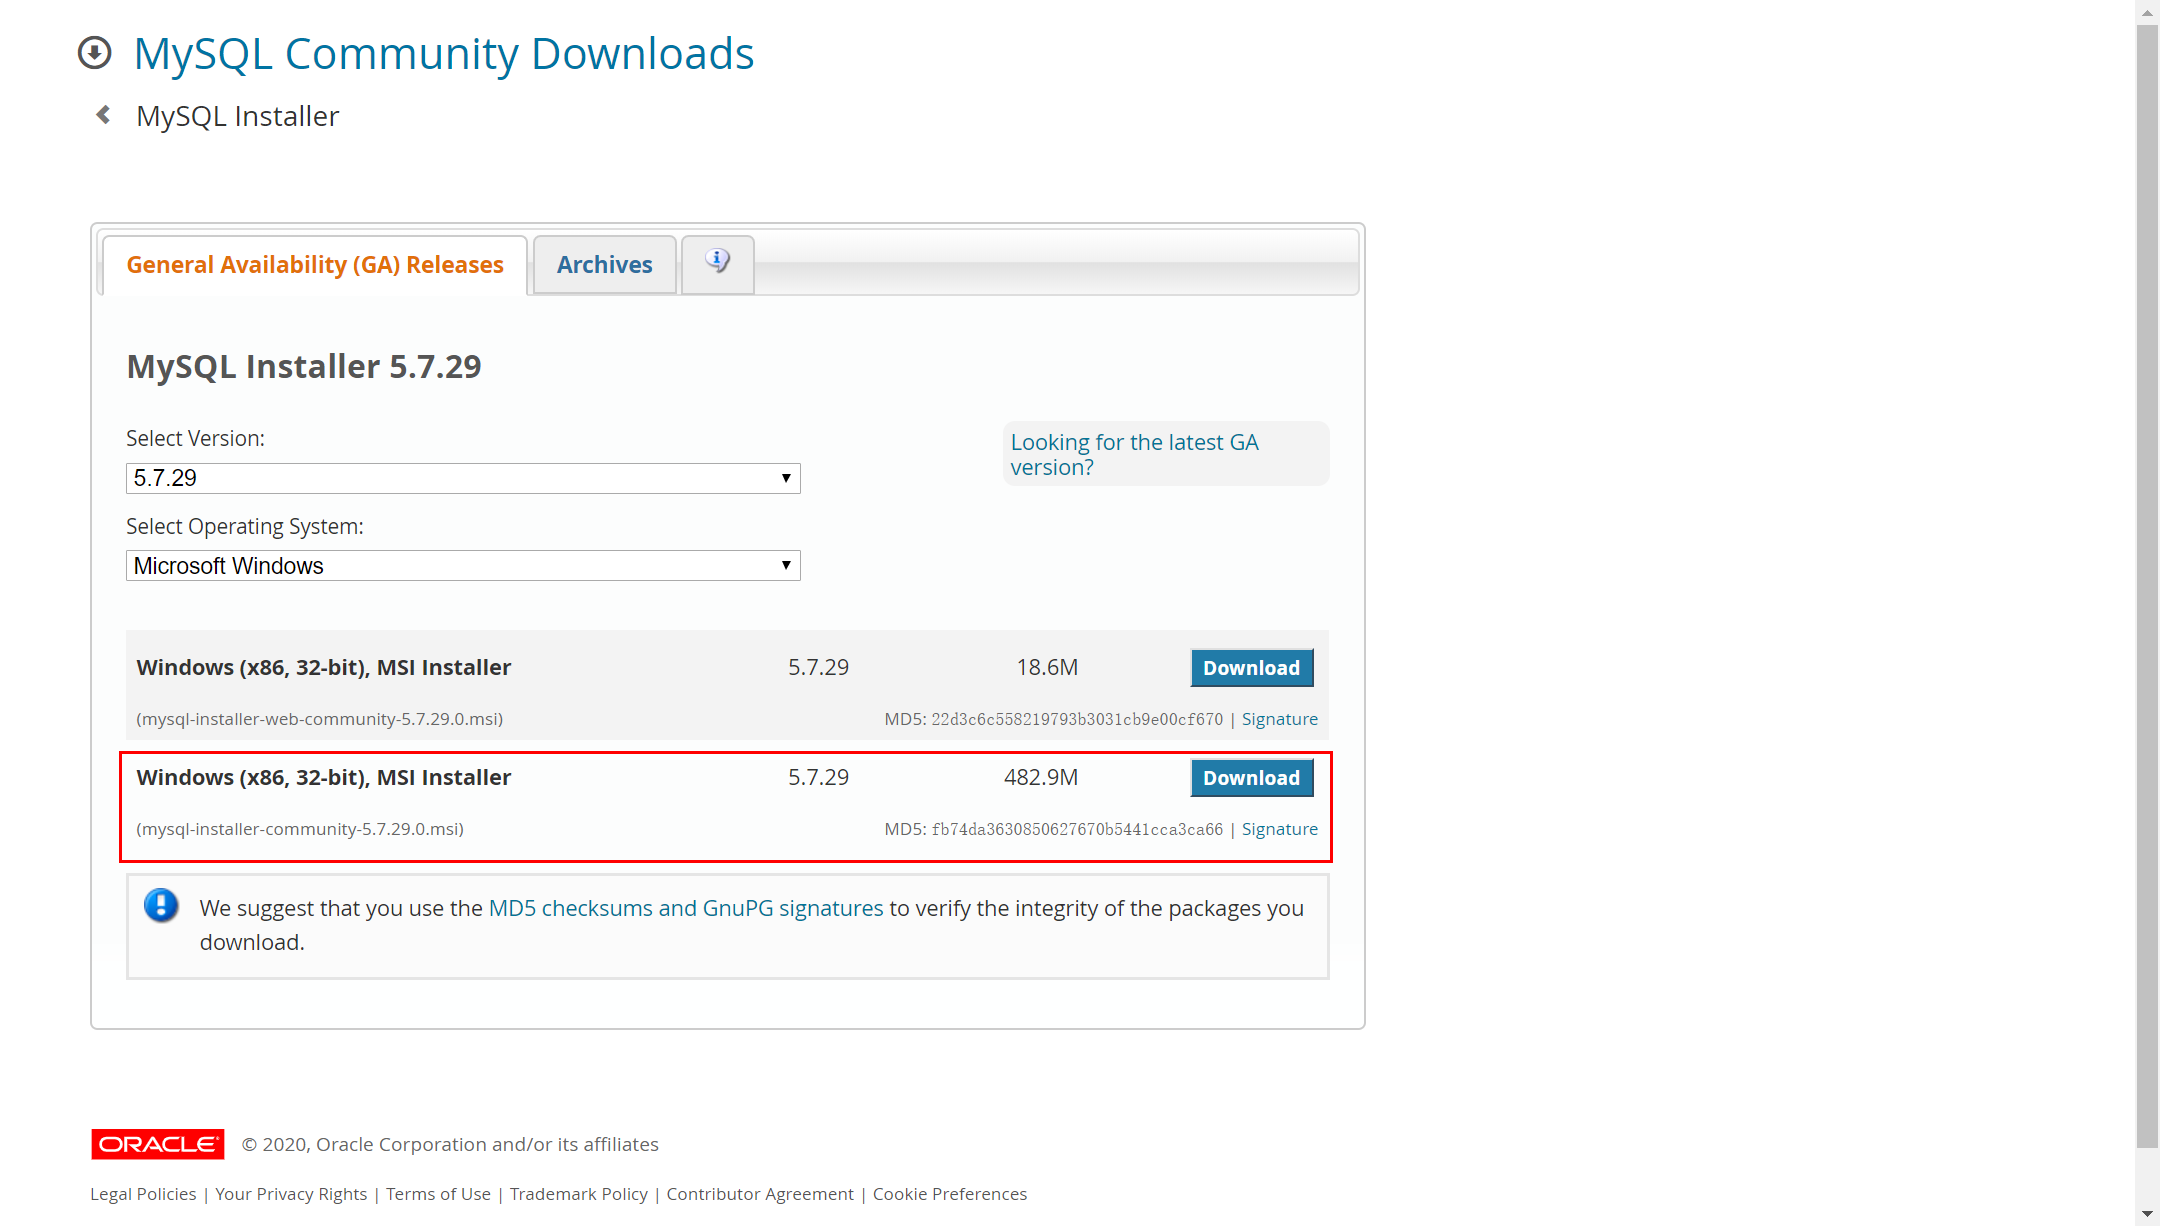 MySQL Community Downloads
MySQL Installer
General Availability (GA) Releases
Archives
MySQL Installer 5.7.29
Select Version:
Looking for the latest GA
version?
5.7.29
Select Operating System:
Microsoft Windows
Windows (x86, 32-bit), MSI Installer 5.7.29 18.6M Download
(mysql-installer-web-community-5.7.29.0.msi) MD5: 22d3c6c558219793b3031cb9e00cf670 | Signature
Windows (x86, 32-bit), MSI Installer 5.7.29 482.9M Download
(mysql-installer-community-5.7.29.0.msi) MD5: fb74da3630850627670b5441cca3ca66 | Signature
We suggest that you use the MD5 checksums and GnuPG signatures to verify the integrity of the packages you
download.
ORACLE © 2020, Oracle Corporation and/or its affiliates
Legal Policies | Your Privacy Rights | Terms of Use | Trademark Policy | Contributor Agreement | Cookie Preferences